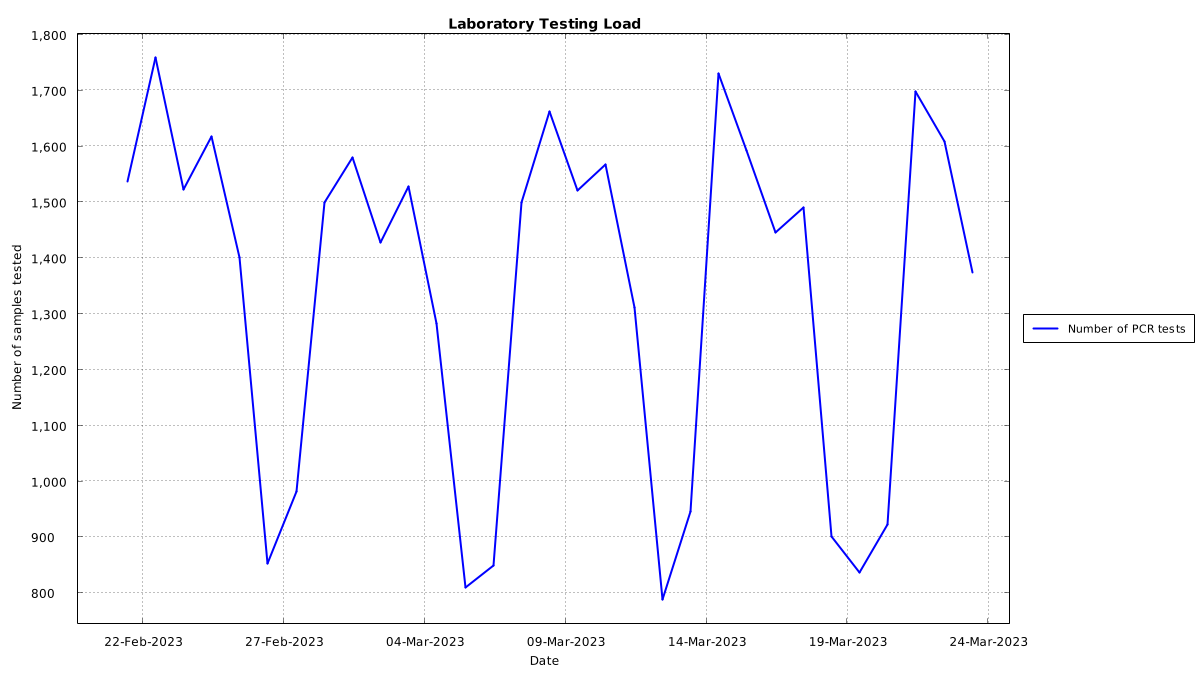 Laboratory Testing Load
1,800
1,700
1,600
1,500
1,400
1,300
1,200
1,100
1,000
900
800
Number of samples tested
22-Feb-2023
27-Feb-2023
04-Mar-2023
09-Mar-2023
14-Mar-2023
19-Mar-2023
24-Mar-2023
Date
Number of PCR tests